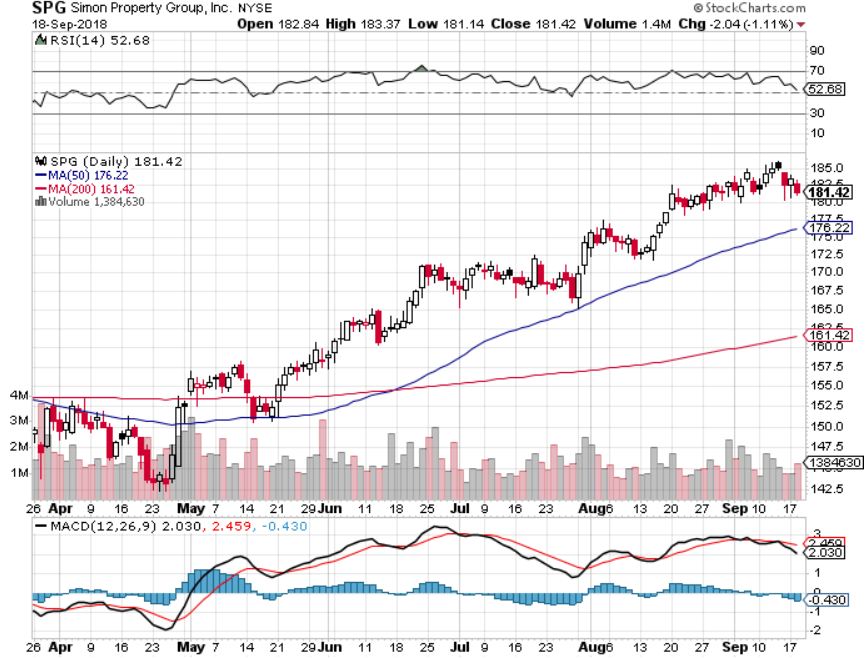 SPG Simon Property Group, Inc. NYSE
© StockCharts.com
18-Sep-2018 Open 182.84 High 183.37 Low 181.14 Close 181.42 Volume 1.4M Chg -2.04 (-1.11%)
RSI(14) 52.68
90
70
52.68
30
10
SPG (Daily) 181.42
MA(50) 176.22
MA(200) 161.42
Volume 1,384,630
185.0
181.42
180.0
177.5
176.22
175.0
172.5
170.0
167.5
165.0
161.42
160.0
157.5
155.0
152.5
150.0
147.5
1384630
142.5
4M
3M
2M
1M
26 Apr 9 16 23 May 7 14 21 29 Jun 11 18 25 Jul 9 16 23 Aug 6 13 20 27 Sep 10 17
MACD(12,26,9) 2.030, 2.459, -0.430
3
2.459
2.030
1
0
-0.430
-1
-2
26 Apr 9 16 23 May 7 14 21 29 Jun 11 18 25 Jul 9 16 23 Aug 6 13 20 27 Sep 10 17